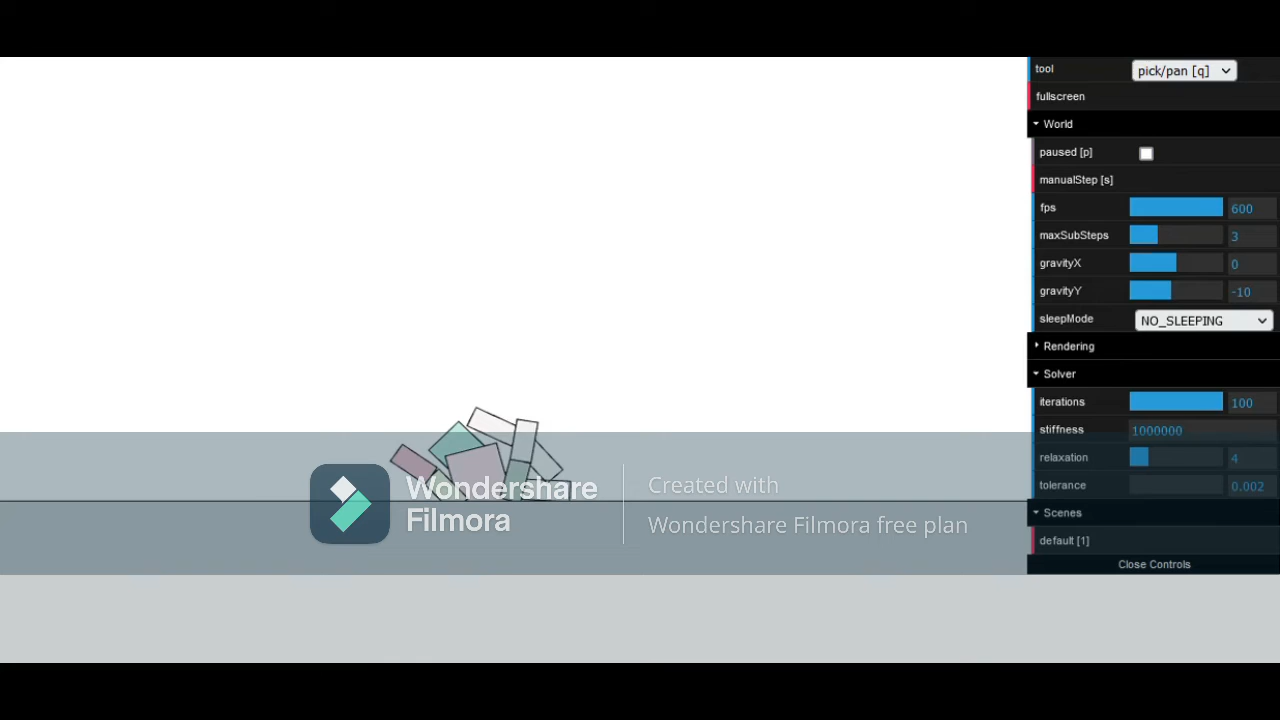 tool pick/pan [q]
fullscreen
World
paused [p]
manualStep [s]
fps 600
maxSubSteps 3
gravityX 0
gravityY -10
sleepMode NO_SLEEPING
Rendering
Solver
iterations 100
stiffness 1000000
relaxation 4
tolerance 0.002
Scenes
default [1]
Close Controls
Wondershare
Filmora
Created with
Wondershare Filmora free plan